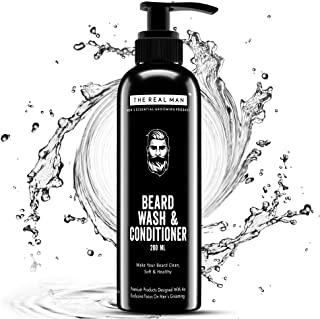 THE REAL MAN
MEN'S ESSENTIAL GROOMING PRODUCT
BEARD
WASH &
CONDITIONER
200 ML
Make Your Beard Clean,
Soft & Healthy
Premium Products Designed With An
Exclusive Focus On Men's Grooming